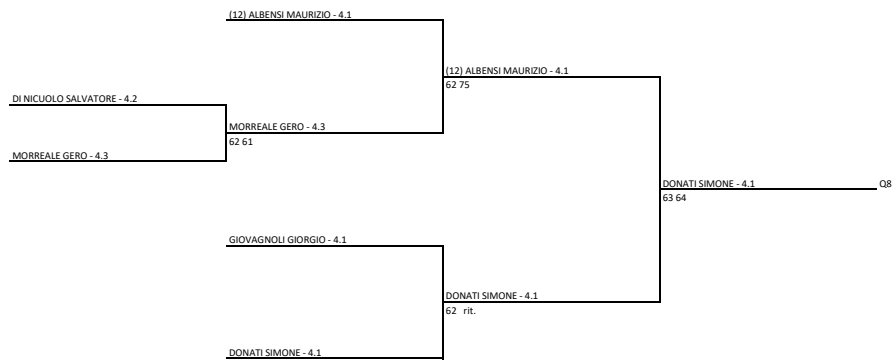 (12) ALBENSI MAURIZIO - 4.1
(12) ALBENSI MAURIZIO - 4.1
62 75
DI NICUOLO SALVATORE - 4.2
MORREALE GERO - 4.3
62 61
MORREALE GERO - 4.3
DONATI SIMONE - 4.1
Q8
63 64
GIOVAGNOLI GIORGIO - 4.1
DONATI SIMONE - 4.1
62 rit.
DONATI SIMONE - 4.1